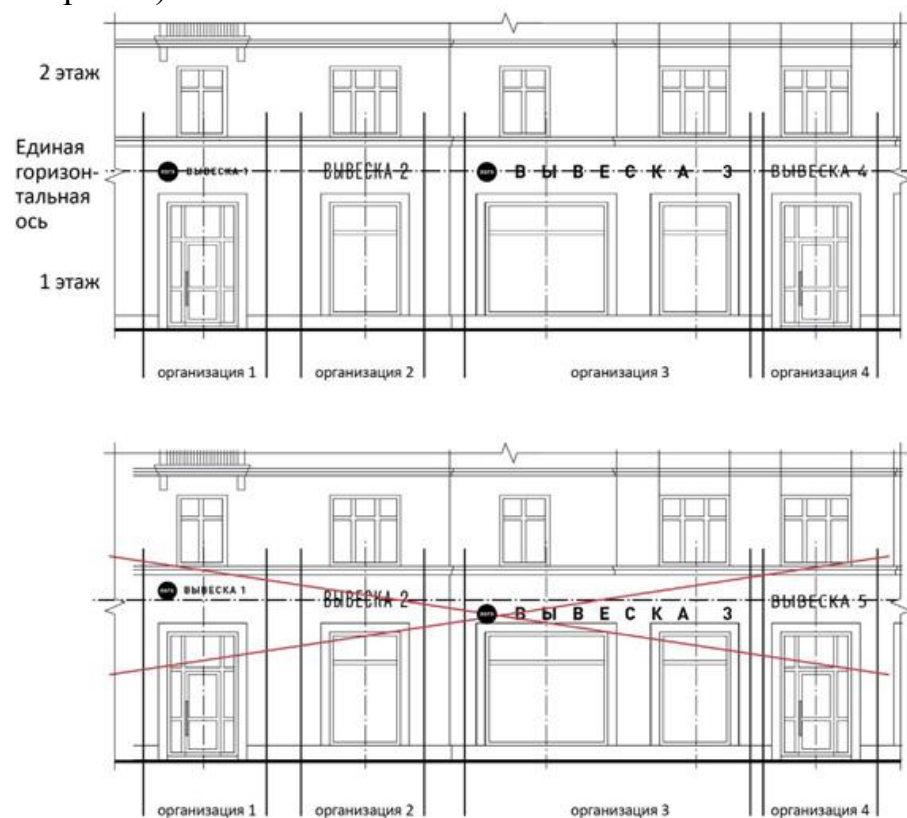 2 этаж
Единая
горизон-
тальная
ось
ВЫВЕСКА 1
ВЫВЕСКА 2
ВЫВЕСКА 3
ВЫВЕСКА 4
1 этаж
организация 1
организация 2
организация 3
организация 4
ВЫВЕСКА 1
ВЫВЕСКА 2
ВЫВЕСКА 3
ВЫВЕСКА 5
организация 1
организация 2
организация 3
организация 4